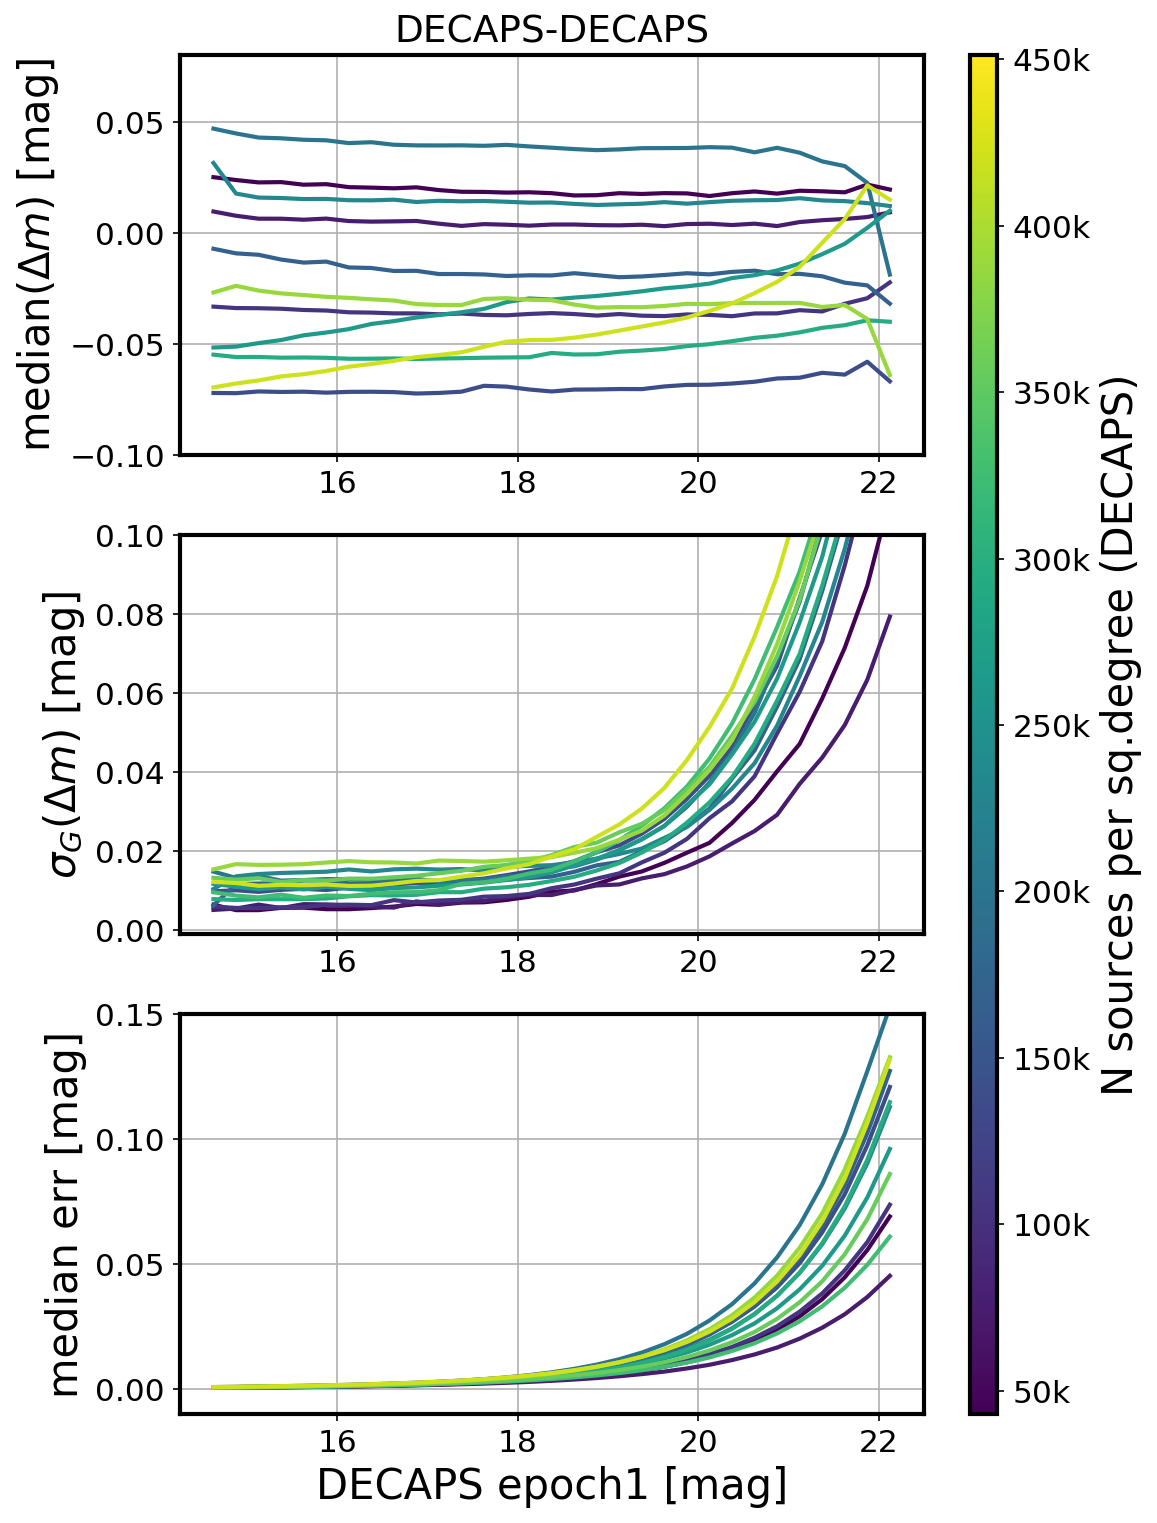 DECAPS-DECAPS
median(Δm) [mag]
0.05
0.00
−0.05
−0.10
16 18 20 22
σG(Δm) [mag]
0.10
0.08
0.06
0.04
0.02
0.00
16 18 20 22
median err [mag]
0.15
0.10
0.05
0.00
16 18 20 22
DECAPS epoch1 [mag]
450k
400k
350k
300k
250k
200k
150k
100k
50k
N sources per sq.degree (DECAPS)